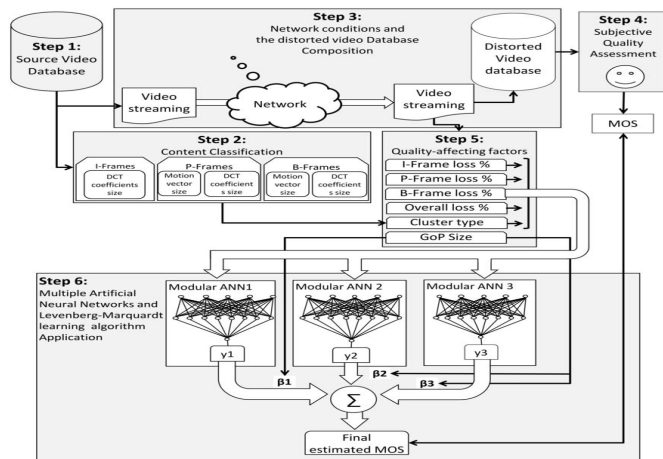 Step 1:
Source Video
Database
Step 3:
Network conditions and
the distorted video Database
Composition
Video
streaming
Network
Video
streaming
Distorted
Video
database
Step 4:
Subjective
Quality
Assessment
MOS
Step 2:
Content Classification
I-Frames
DCT
coefficients
size
P-Frames
Motion
vector
size
DCT
coefficient
s size
B-Frames
Motion
vector
size
DCT
coefficient
s size
Step 5:
Quality-affecting factors
I-Frame loss %
P-Frame loss %
B-Frame loss %
Overall loss %
Cluster type
GoP Size
Step 6:
Multiple Artificial
Neural Networks and
Levenberg-Marquardt
learning algorithm
Application
Modular ANN1
y1
Modular ANN 2
y2
Modular ANN 3
y3
β1
β2
β3
Σ
Final
estimated MOS